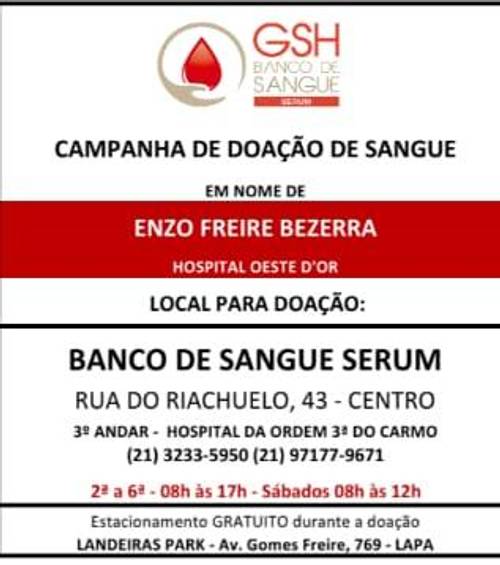 GSH
BANCO DE
SANGUE
SERUM
CAMPANHA DE DOAÇÃO DE SANGUE
EM NOME DE
ENZO FREIRE BEZERRA
HOSPITAL OESTE D'OR
LOCAL PARA DOAÇÃO:
BANCO DE SANGUE SERUM
RUA DO RIACHUELO, 43 - CENTRO
3º ANDAR - HOSPITAL DA ORDEM 3ª DO CARMO
(21) 3233-5950 (21) 97177-9671
2ª a 6ª - 08h às 17h - Sábados 08h às 12h
Estacionamento GRATUITO durante a doação
LANDEIRAS PARK - Av. Gomes Freire, 769 - LAPA